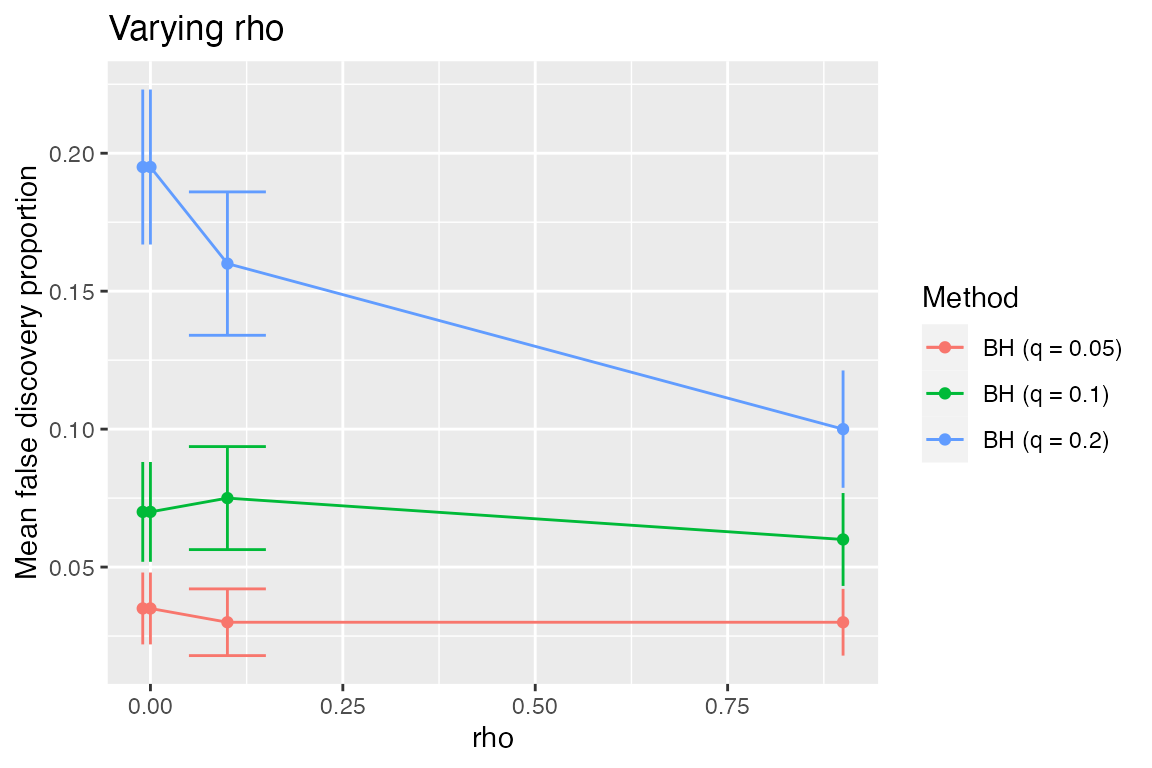 Varying rho
Mean false discovery proportion
0.20
0.15
0.10
0.05
0.00
0.25
0.50
0.75
rho
Method
BH (q = 0.05)
BH (q = 0.1)
BH (q = 0.2)